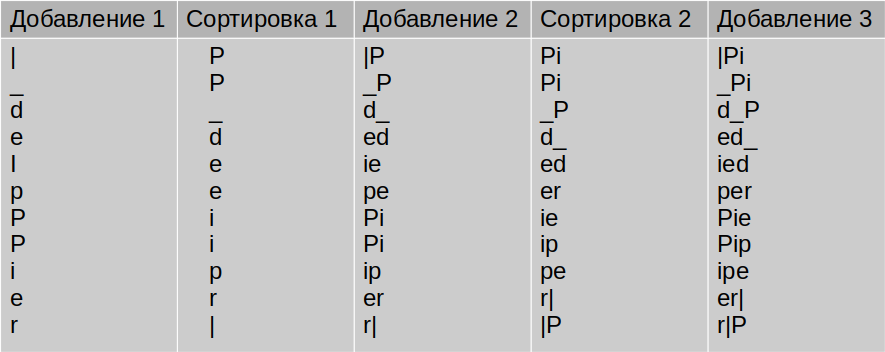 Добавление 1 Сортировка 1 Добавление 2 Сортировка 2 Добавление 3
| P |P Pi |Pi
_ P _P Pi _Pi
d _ d_ _P d_P
e d ed d_ ed_
I e ie ed ied
p e pe er per
P i Pi ie Pie
P i Pi ip Pip
i p ip pe ipe
e r er r| er|
r | r| |P r|P